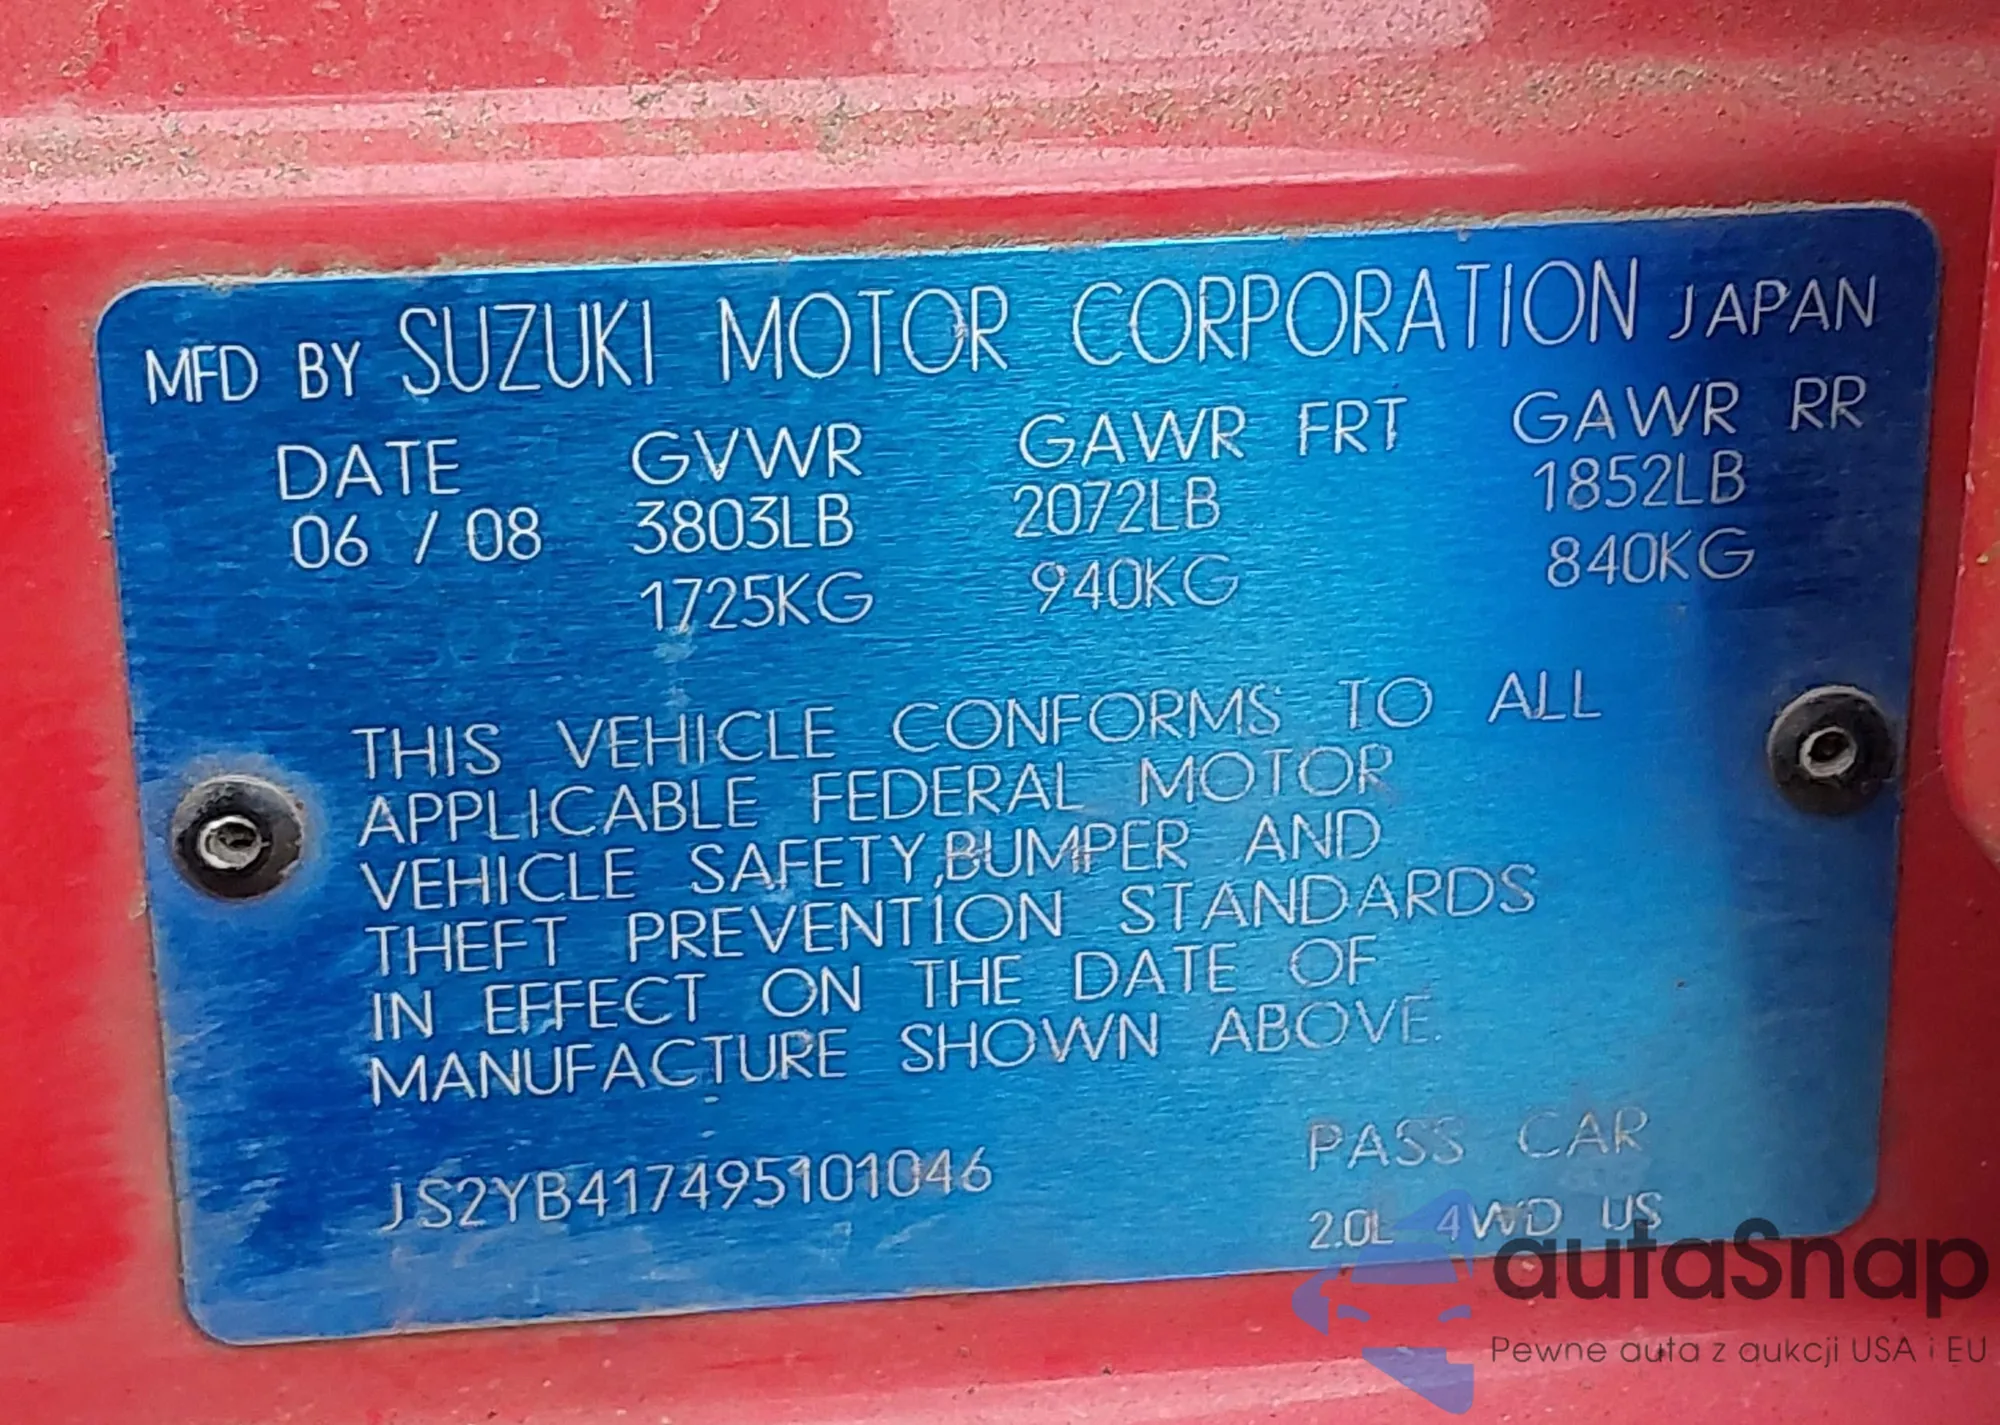 MFD BY SUZUKI MOTOR CORPORATION JAPAN
DATE GVWR GAWR FRT GAWR RR
06 / 08 3803LB 2072LB 1852LB
1725KG 940KG 840KG
THIS VEHICLE CONFORMS TO ALL
APPLICABLE FEDERAL MOTOR
VEHICLE SAFETY,BUMPER AND
THEFT PREVENTION STANDARDS
IN EFFECT ON THE DATE OF
MANUFACTURE SHOWN ABOVE.
JS2YB417495101046
PASS CAR
2.0L 4WD US
autaSnap
Pewne auta z aukcji USA i EU